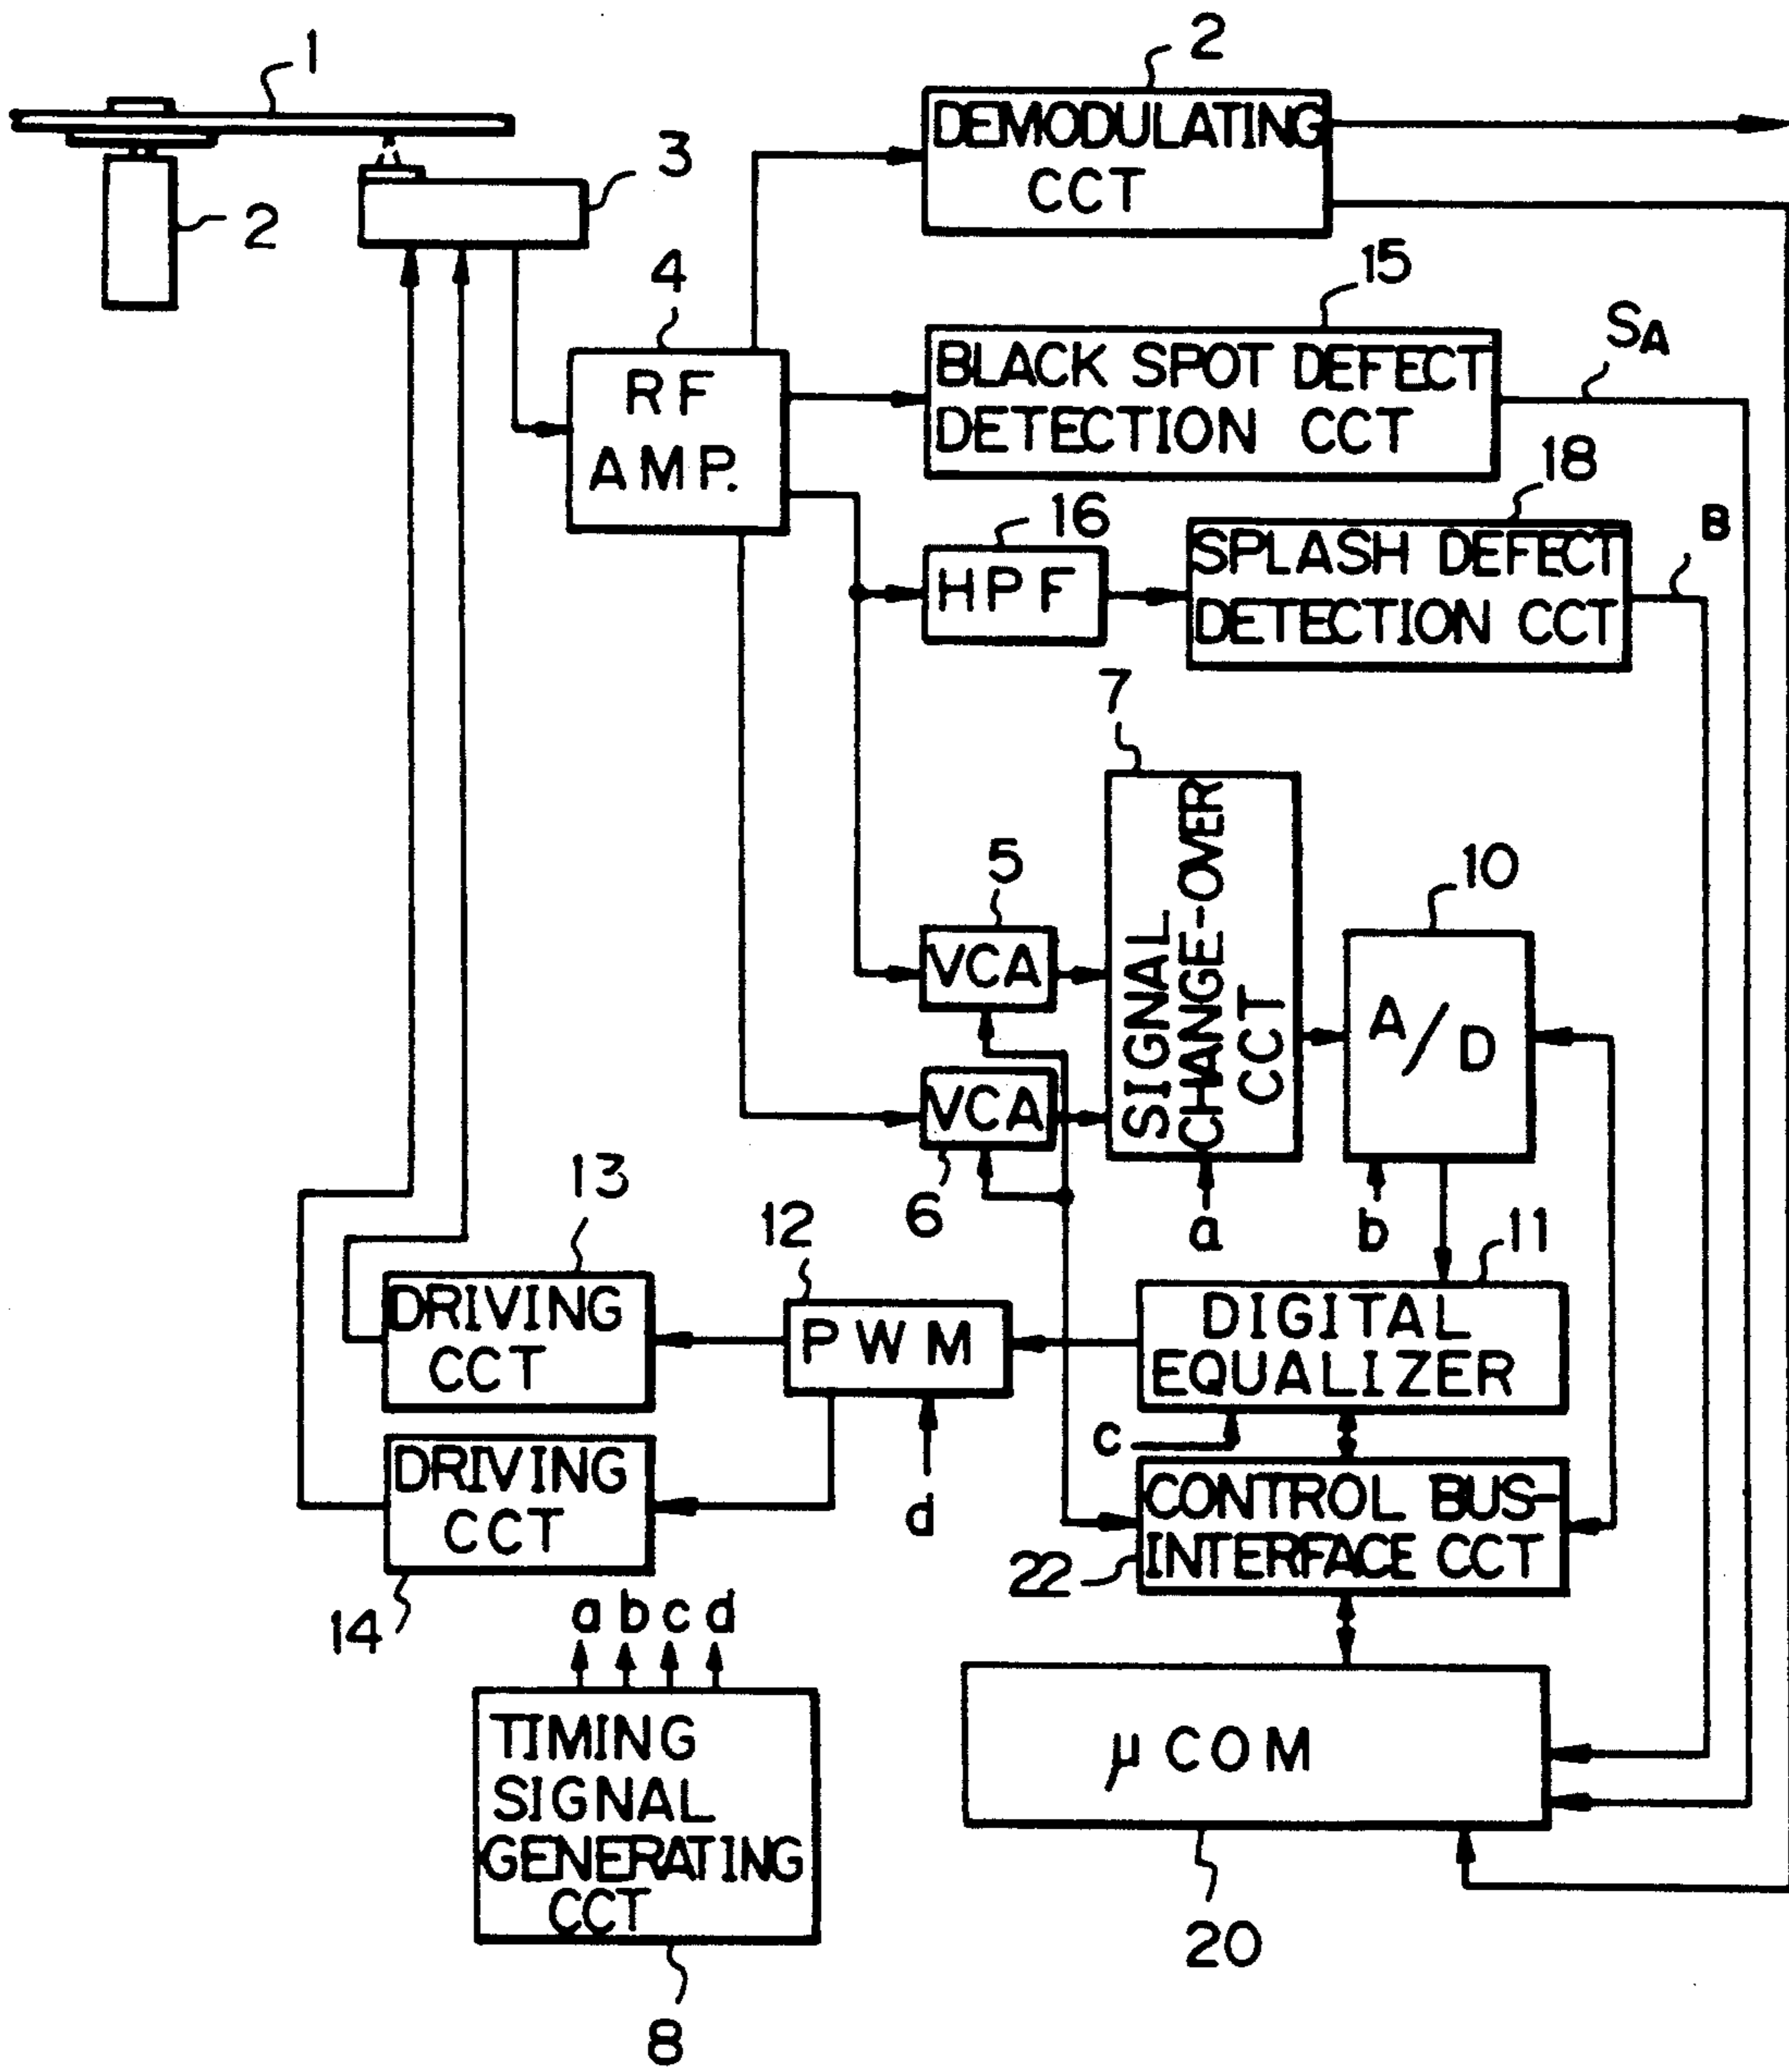 1
2
3
4
2
DEMODULATING
CCT
15
BLACK SPOT DEFECT
DETECTION CCT
SA
RF
AMP.
16
HPF
18
SPLASH DEFECT
DETECTION CCT
B
7
SIGNAL
CHANGE-OVER
CCT
5
VCA
VCA
6
10
A/D
a
b
11
DIGITAL
EQUALIZER
c
12
PWM
d
13
DRIVING
CCT
DRIVING
CCT
14
CONTROL BUS-
INTERFACE CCT
22
a b c d
TIMING
SIGNAL
GENERATING
CCT
8
μ COM
20